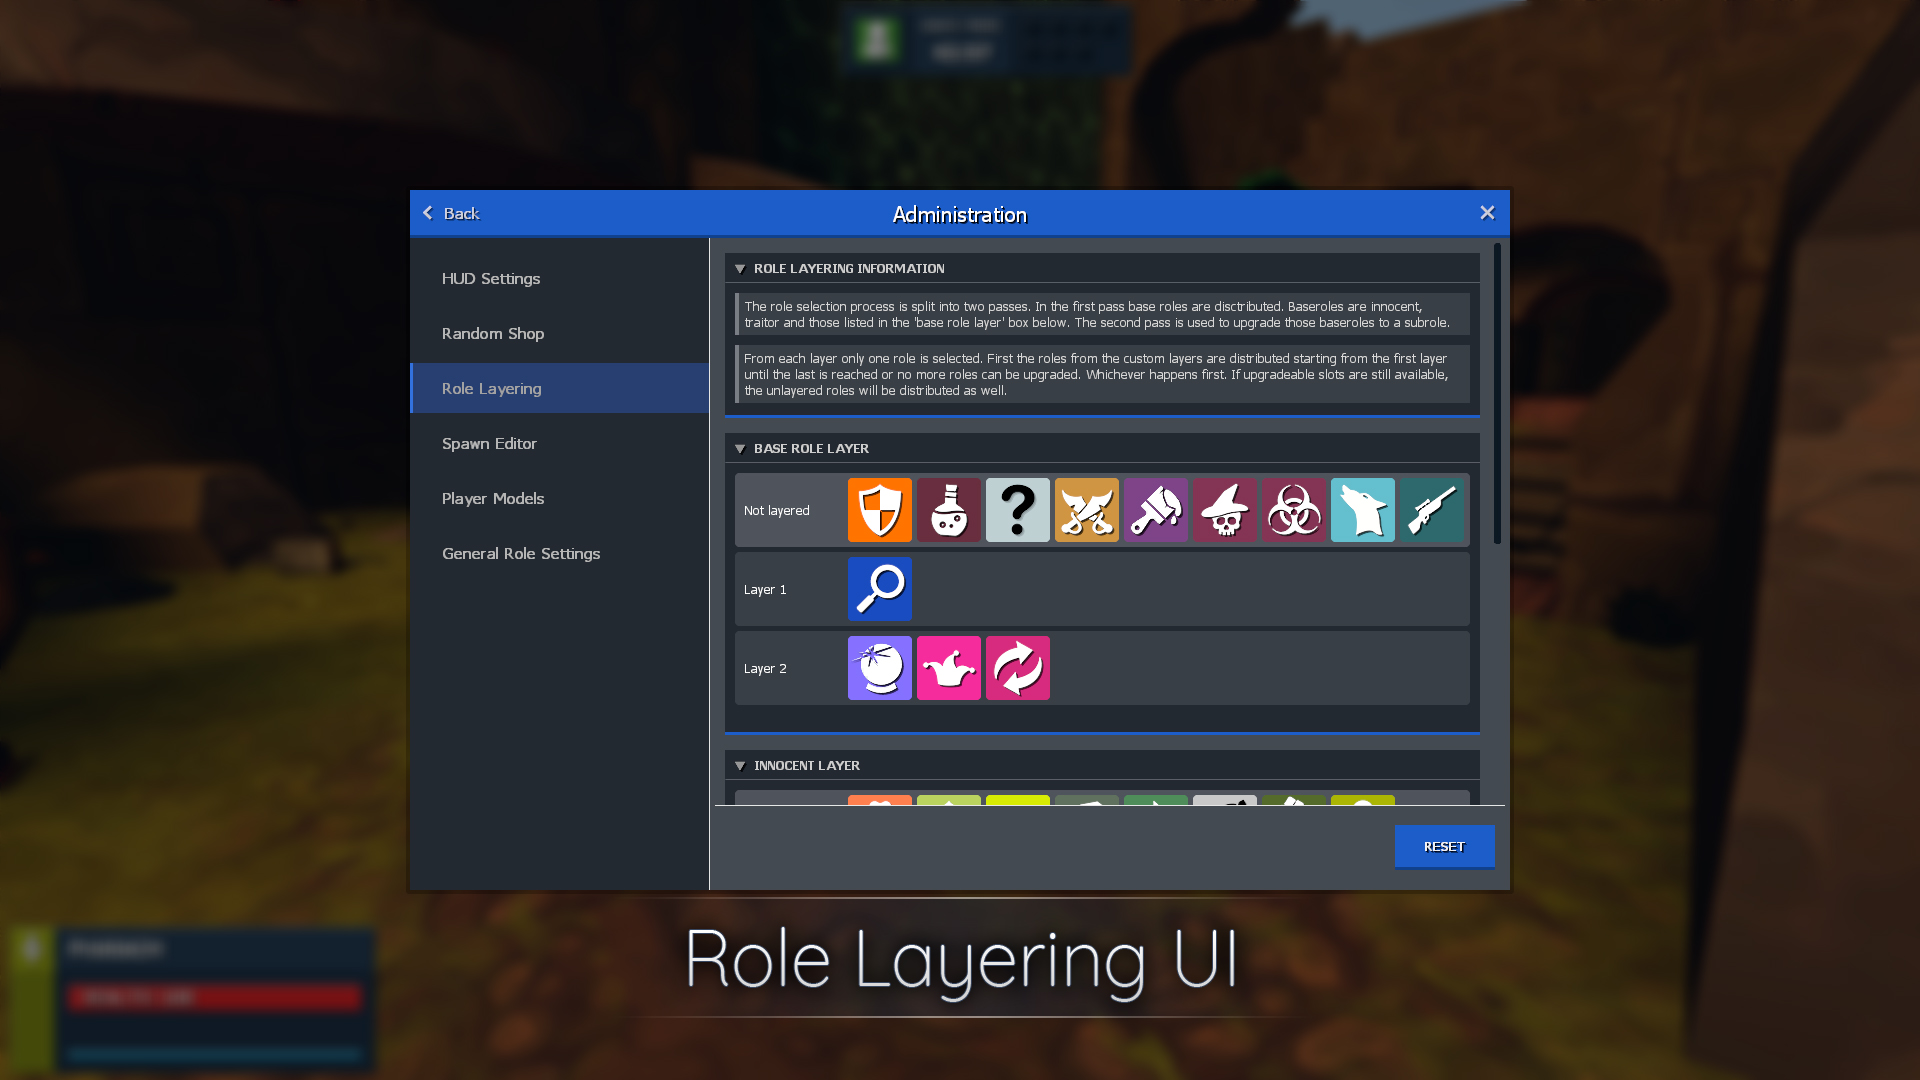 Back
Administration
HUD Settings
Random Shop
Role Layering
Spawn Editor
Player Models
General Role Settings
ROLE LAYERING INFORMATION
The role selection process is split into two passes. In the first pass base roles are disctributed. Baseroles are innocent,
traitor and those listed in the 'base role layer' box below. The second pass is used to upgrade those baseroles to a subrole.
From each layer only one role is selected. First the roles from the custom layers are distributed starting from the first layer
until the last is reached or no more roles can be upgraded. Whichever happens first. If upgradeable slots are still available,
the unlayered roles will be distributed as well.
BASE ROLE LAYER
Not layered
?
Layer 1
Layer 2
INNOCENT LAYER
RESET
Role Layering UI